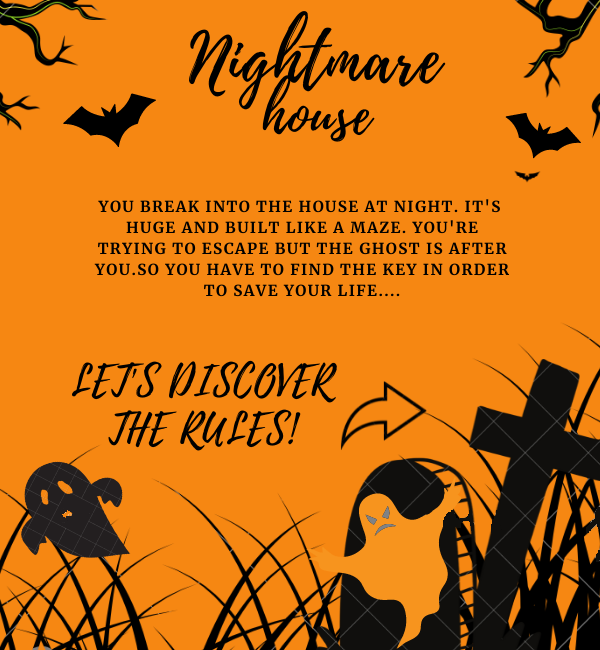 Nightmare
house
YOU BREAK INTO THE HOUSE AT NIGHT. IT'S
HUGE AND BUILT LIKE A MAZE. YOU'RE
TRYING TO ESCAPE BUT THE GHOST IS AFTER
YOU.SO YOU HAVE TO FIND THE KEY IN ORDER
TO SAVE YOUR LIFE....
LET'S DISCOVER
THE RULES!